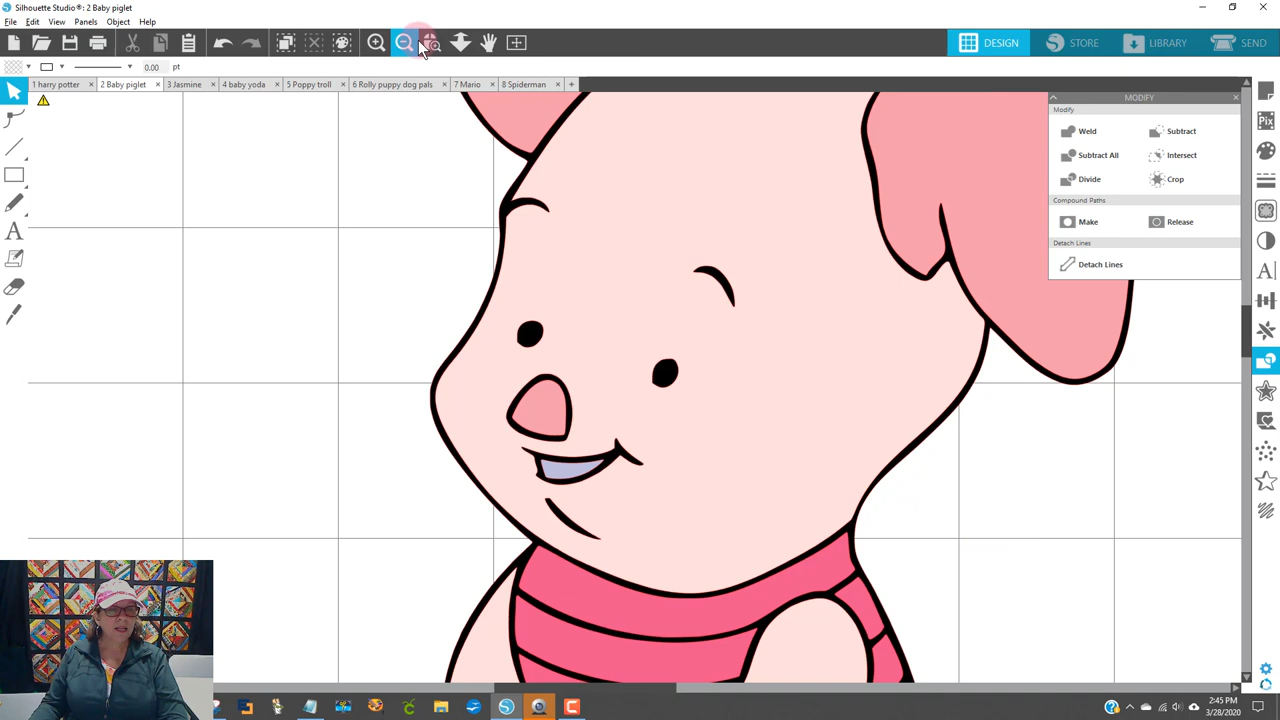 Silhouette Studio®: 2 Baby piglet
File Edit View Panels Object Help
DESIGN STORE LIBRARY SEND
0.00 pt
1 harry potter 2 Baby piglet 3 Jasmine 4 baby yoda 5 Poppy troll 6 Rolly puppy dog pals 7 Mario 8 Spiderman
MODIFY
Modify
Weld Subtract
Subtract All Intersect
Divide Crop
Compound Paths
Make Release
Detach Lines
Detach Lines
Pix
A
A
2:45 PM
3/28/2020